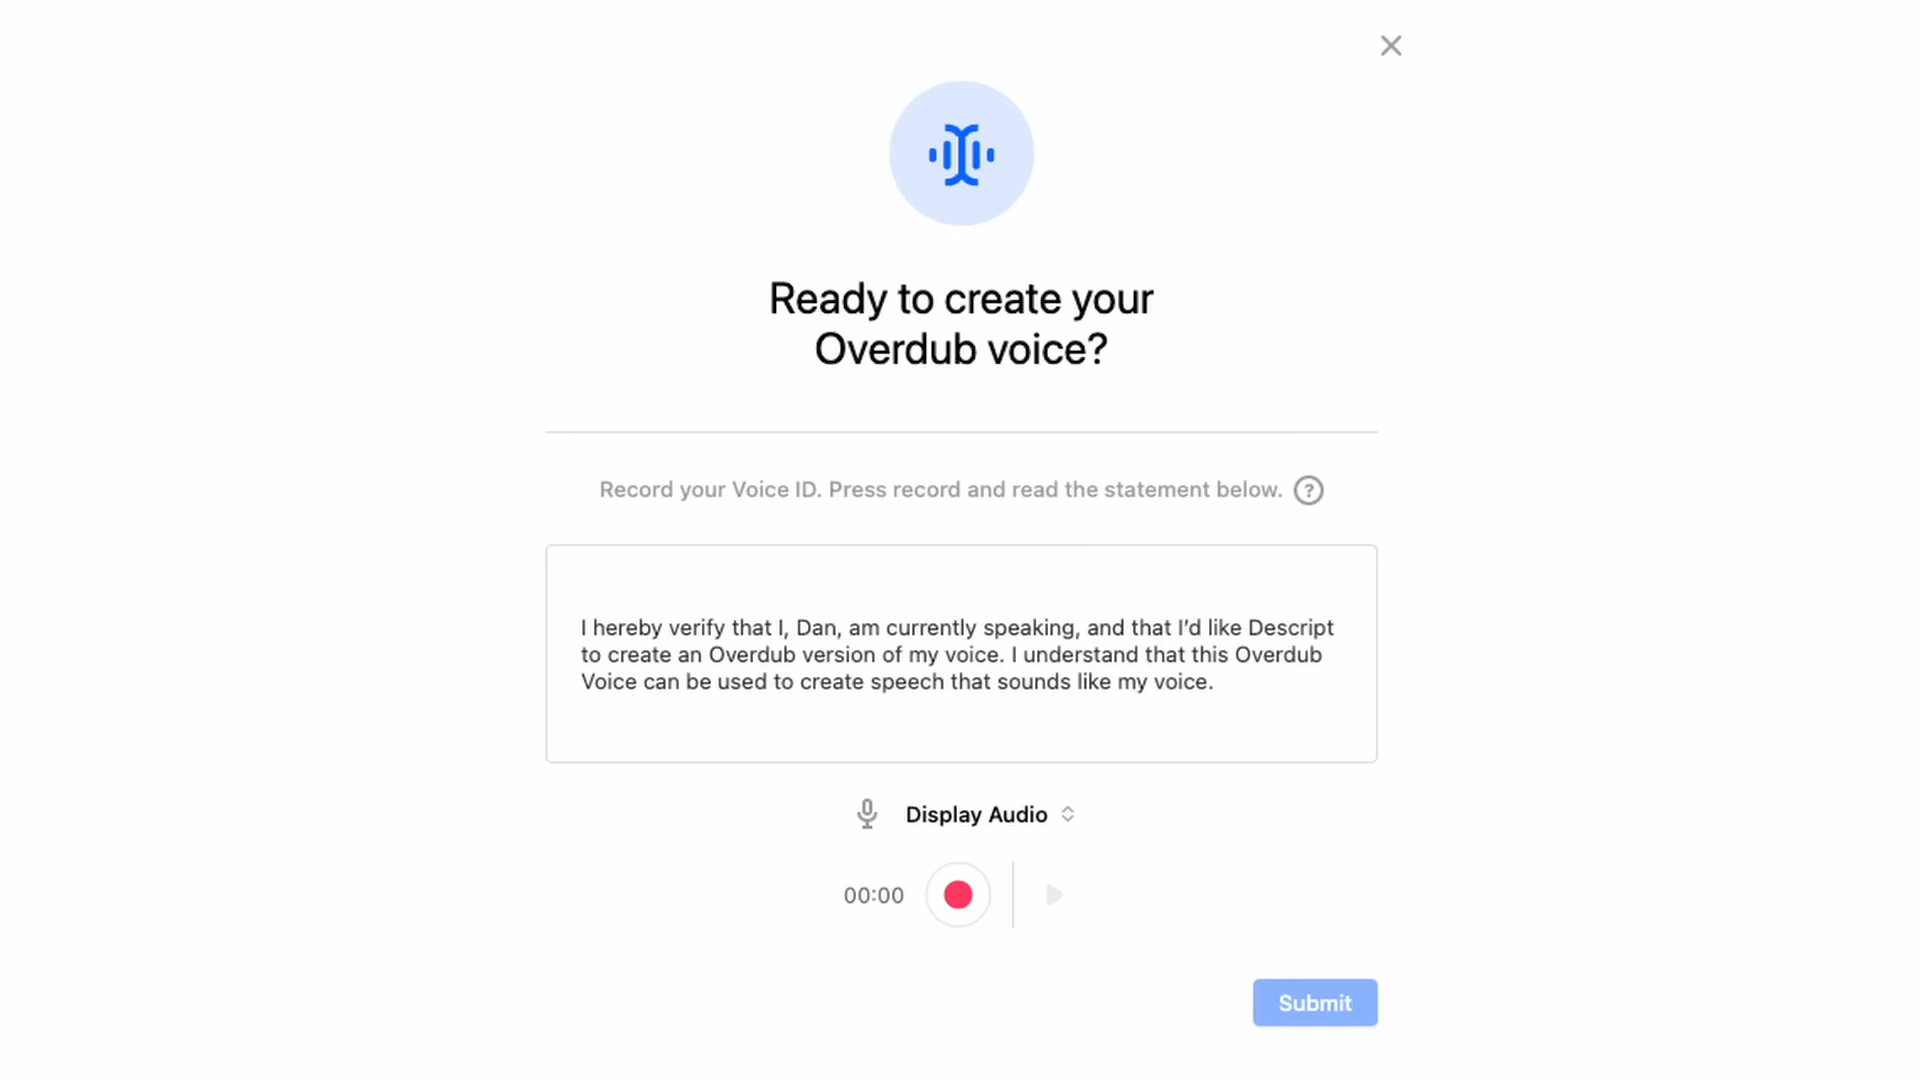 Ready to create your
Overdub voice?
Record your Voice ID. Press record and read the statement below. ?
I hereby verify that I, Dan, am currently speaking, and that I’d like Descript
to create an Overdub version of my voice. I understand that this Overdub
Voice can be used to create speech that sounds like my voice.
Display Audio
00:00
Submit